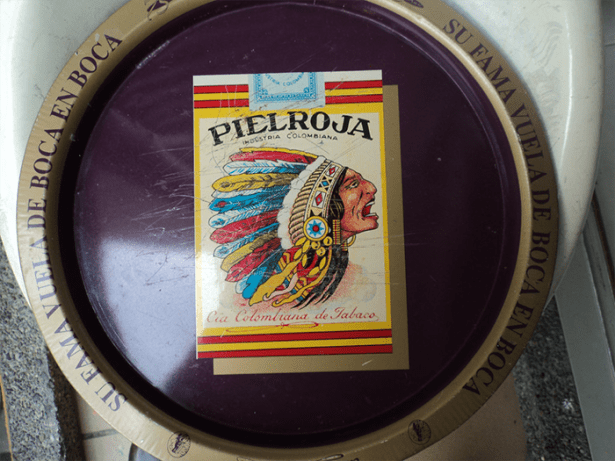 SU FAMA VUELA DE BOCA EN BOCA
SU FAMA VUELA DE BOCA EN BOCA
PIELROJA
INDUSTRIA COLOMBIANA
Cía Colombiana de Tabaco